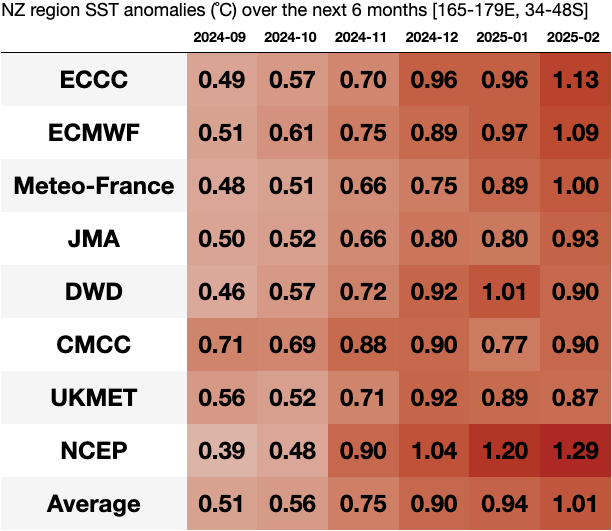 NZ region SST anomalies (℃) over the next 6 months [165-179E, 34-48S]
2024-09 2024-10 2024-11 2024-12 2025-01 2025-02
ECCC 0.49 0.57 0.70 0.96 0.96 1.13
ECMWF 0.51 0.61 0.75 0.89 0.97 1.09
Meteo-France 0.48 0.51 0.66 0.75 0.89 1.00
JMA 0.50 0.52 0.66 0.80 0.80 0.93
DWD 0.46 0.57 0.72 0.92 1.01 0.90
CMCC 0.71 0.69 0.88 0.90 0.77 0.90
UKMET 0.56 0.52 0.71 0.92 0.89 0.87
NCEP 0.39 0.48 0.90 1.04 1.20 1.29
Average 0.51 0.56 0.75 0.90 0.94 1.01